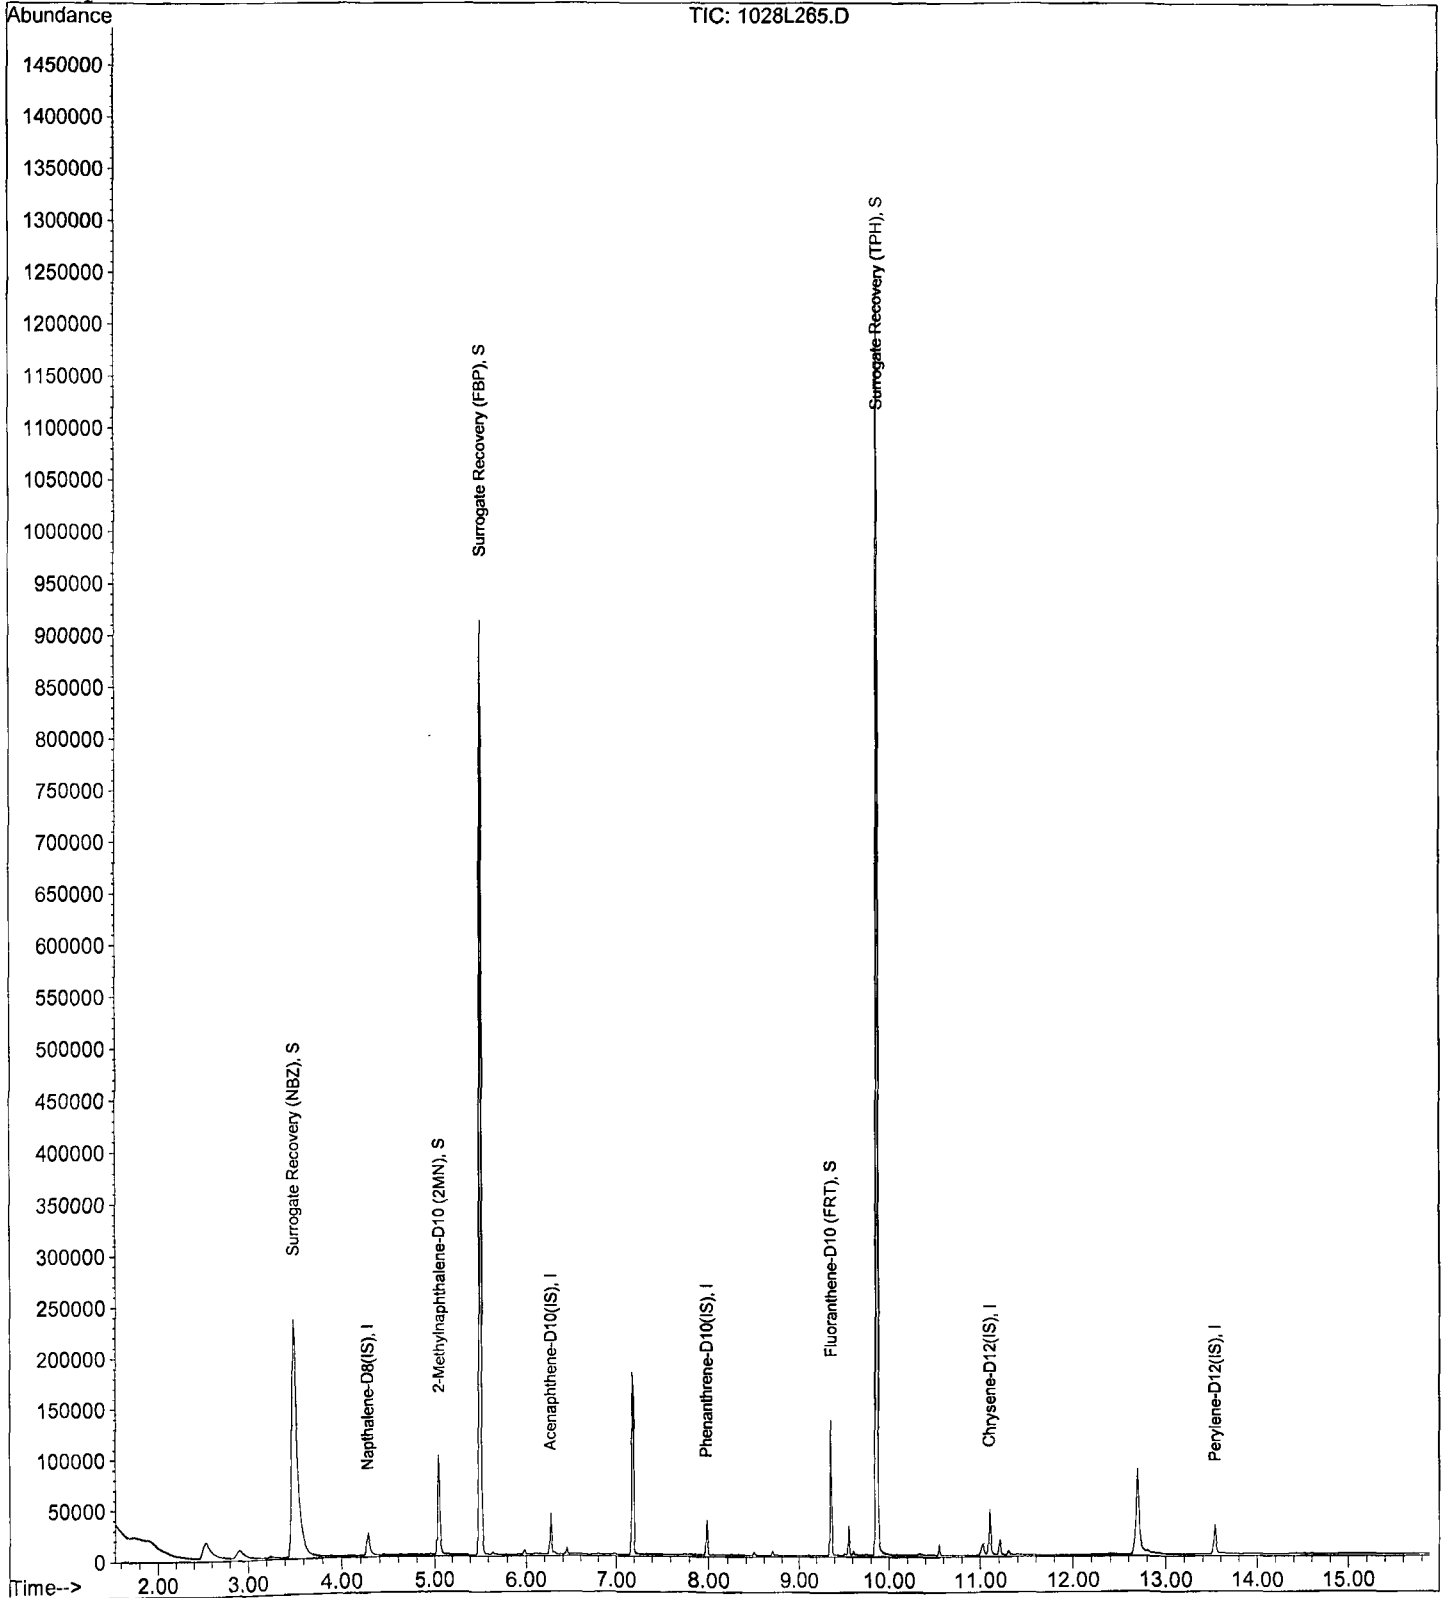 Abundance
TIC: 1028L265.D
1450000
1400000
1350000
1300000
1250000
1200000
1150000
1100000
1050000
1000000
950000
900000
850000
800000
750000
700000
650000
600000
550000
500000
450000
400000
350000
300000
250000
200000
150000
100000
50000
0
Surrogate Recovery (NBZ), S
Napthalene-D8(IS), I
2-Methylnaphthalene-D10 (2MN), S
Surrogate Recovery (FBP), S
Acenaphthene-D10(IS), I
Phenanthrene-D10(IS), I
Fluoranthene-D10 (FRT), S
Surrogate Recovery (TPH), S
Chrysene-D12(IS), I
Perylene-D12(IS), I
Time--> 2.00 3.00 4.00 5.00 6.00 7.00 8.00 9.00 10.00 11.00 12.00 13.00 14.00 15.00